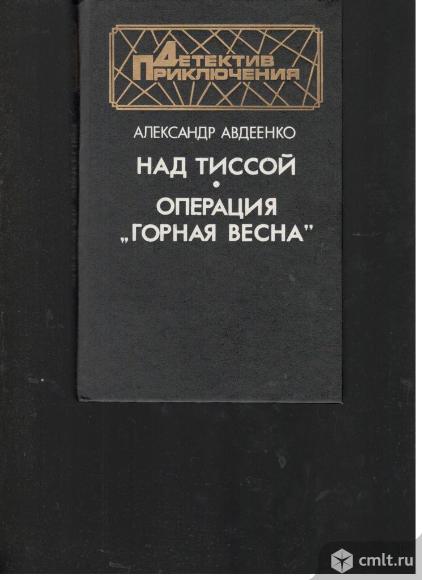 ДЕТЕКТИВ
ПРИКЛЮЧЕНИЯ
АЛЕКСАНДР АВДЕЕНКО
НАД ТИССОЙ
•
ОПЕРАЦИЯ
„ГОРНАЯ ВЕСНА”
cmlt.ru